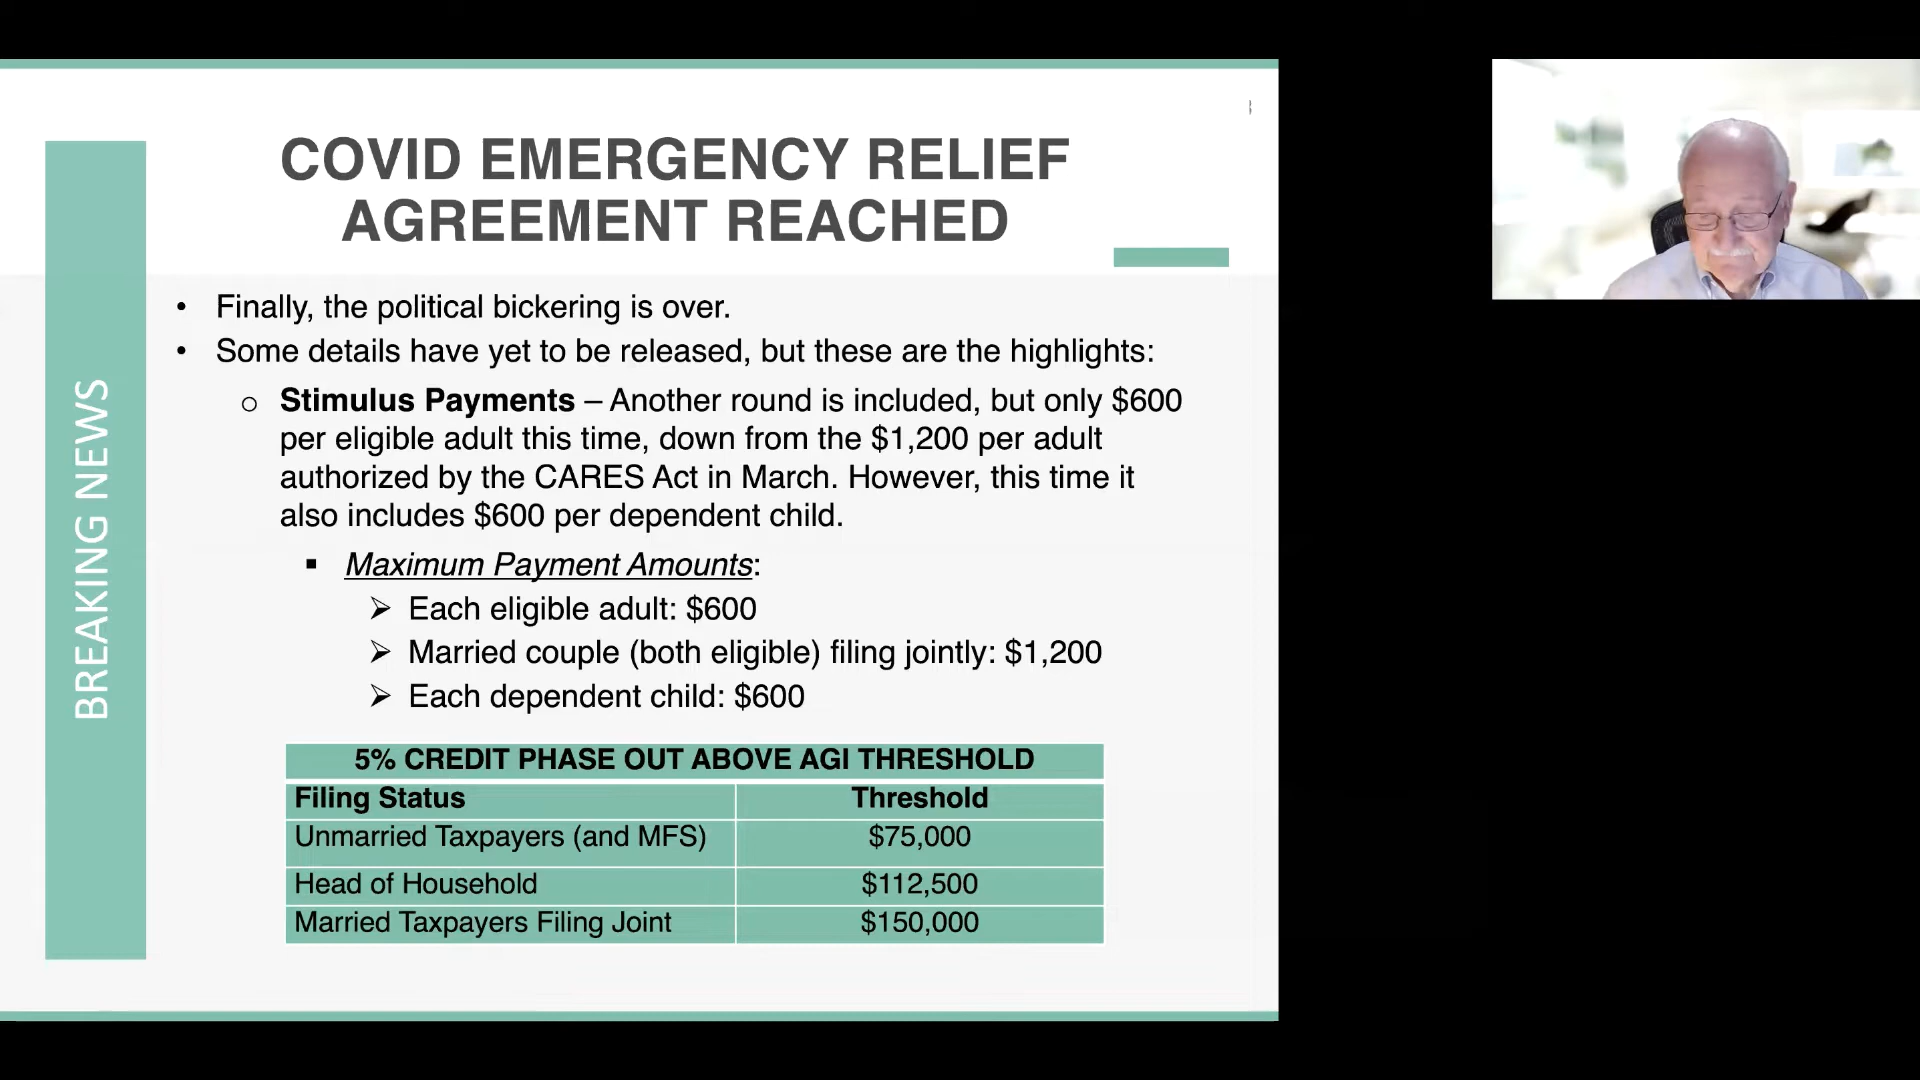 COVID EMERGENCY RELIEF
AGREEMENT REACHED
BREAKING NEWS
• Finally, the political bickering is over.
• Some details have yet to be released, but these are the highlights:
o Stimulus Payments – Another round is included, but only $600
per eligible adult this time, down from the $1,200 per adult
authorized by the CARES Act in March. However, this time it
also includes $600 per dependent child.
▪ Maximum Payment Amounts:
➢ Each eligible adult: $600
➢ Married couple (both eligible) filing jointly: $1,200
➢ Each dependent child: $600
5% CREDIT PHASE OUT ABOVE AGI THRESHOLD
Filing Status Threshold
Unmarried Taxpayers (and MFS) $75,000
Head of Household $112,500
Married Taxpayers Filing Joint $150,000